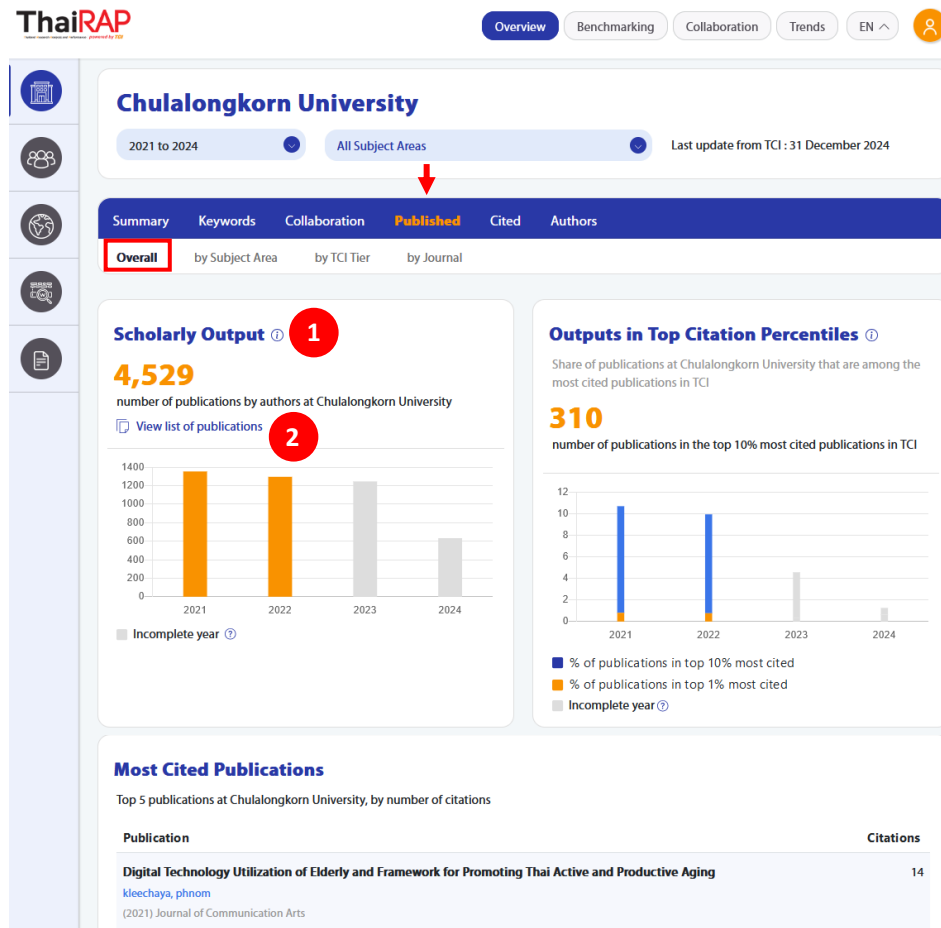 ThaiRAP
powered by TCI
Overview
Benchmarking
Collaboration
Trends
EN
Chulalongkorn University
2021 to 2024
All Subject Areas
Last update from TCI : 31 December 2024
Summary
Keywords
Collaboration
Published
Cited
Authors
Overall
by Subject Area
by TCI Tier
by Journal
Scholarly Output
1
4,529
number of publications by authors at Chulalongkorn University
View list of publications
2
1400
1200
1000
800
600
400
200
0
2021 2022 2023 2024
Incomplete year
Outputs in Top Citation Percentiles
Share of publications at Chulalongkorn University that are among the
most cited publications in TCI
310
number of publications in the top 10% most cited publications in TCI
12
10
8
6
4
2
0
2021 2022 2023 2024
% of publications in top 10% most cited
% of publications in top 1% most cited
Incomplete year
Most Cited Publications
Top 5 publications at Chulalongkorn University, by number of citations
Publication Citations
Digital Technology Utilization of Elderly and Framework for Promoting Thai Active and Productive Aging 14
kleechaya, phnom
(2021) Journal of Communication Arts